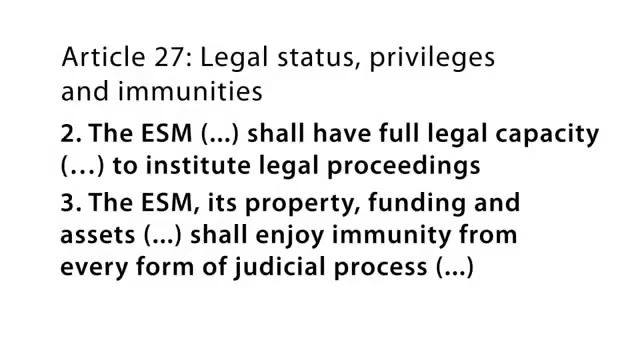 Article 27: Legal status, privileges
and immunities
2. The ESM (...) shall have full legal capacity
(...) to institute legal proceedings
3. The ESM, its property, funding and
assets (...) shall enjoy immunity from
every form of judicial process (...)